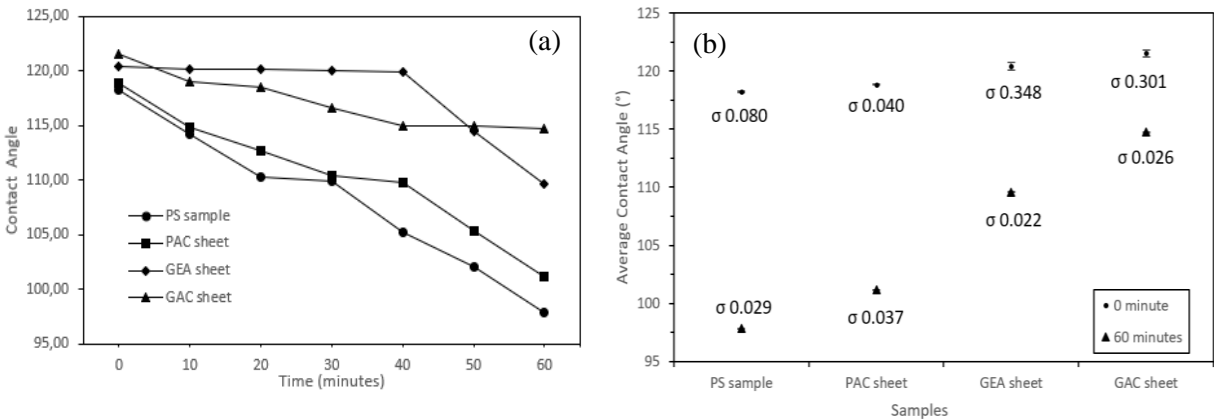 (a)
125,00
120,00
115,00
110,00
105,00
100,00
95,00
Contact Angle
PS sample
PAC sheet
GEA sheet
GAC sheet
0 10 20 30 40 50 60
Time (minutes)
(b)
125
120
115
110
105
100
95
Average Contact Angle (°)
σ 0.080
σ 0.040
σ 0.348
σ 0.301
σ 0.026
σ 0.022
σ 0.029
σ 0.037
0 minute
60 minutes
PS sample PAC sheet GEA sheet GAC sheet
Samples